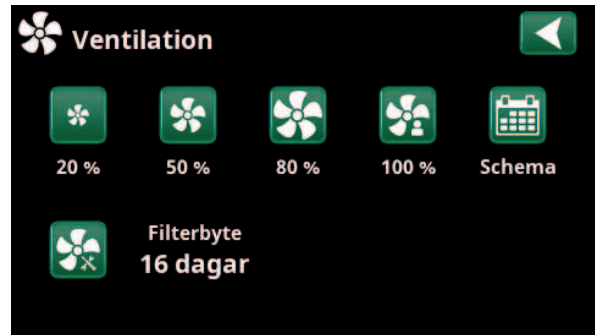 Ventilation
20 %
50 %
80 %
100 %
Schema
Filterbyte
16 dagar